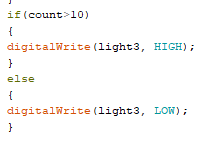 }
if(count>10)
{
digitalWrite(light3, HIGH);
}
else
{
digitalWrite(light3, LOW);
}